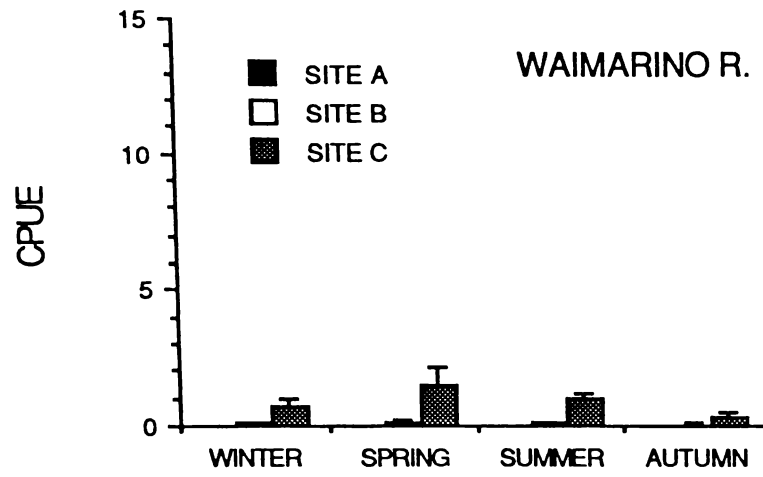 15
WAIMARINO R.
SITE A
SITE B
SITE C
10
CPUE
5
0
WINTER SPRING SUMMER AUTUMN